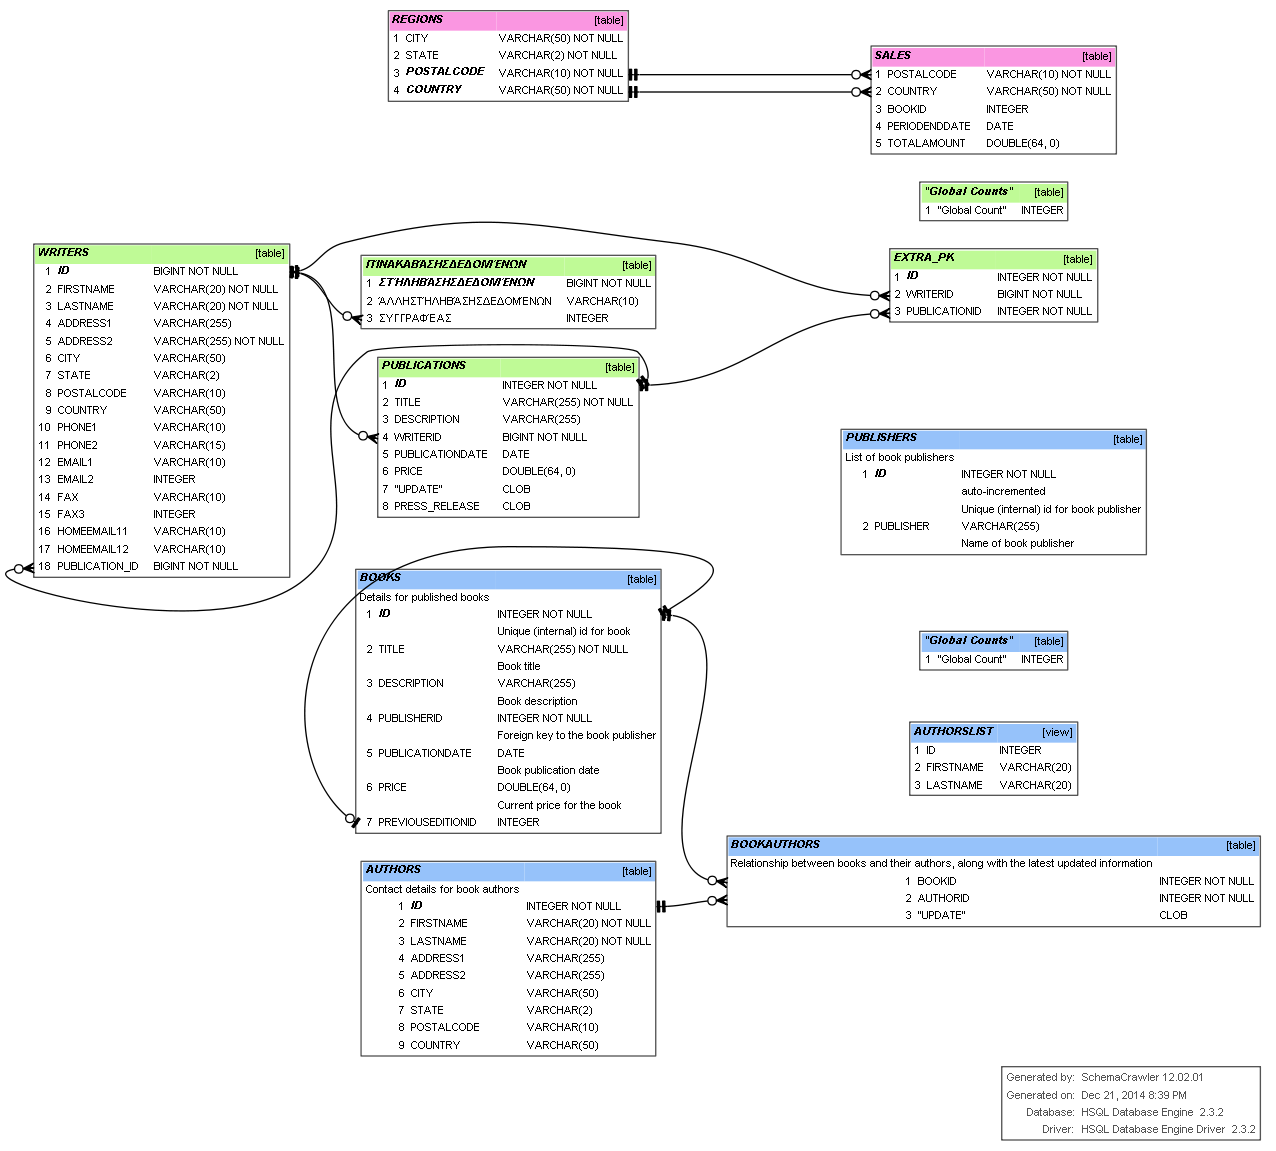 REGIONS [table]
1 CITY VARCHAR(50) NOT NULL
2 STATE VARCHAR(2) NOT NULL
3 POSTALCODE VARCHAR(10) NOT NULL
4 COUNTRY VARCHAR(50) NOT NULL
SALES [table]
1 POSTALCODE VARCHAR(10) NOT NULL
2 COUNTRY VARCHAR(50) NOT NULL
3 BOOKID INTEGER
4 PERIODENDDATE DATE
5 TOTALAMOUNT DOUBLE(64, 0)
"Global Counts" [table]
1 "Global Count" INTEGER
WRITERS [table]
1 ID BIGINT NOT NULL
2 FIRSTNAME VARCHAR(20) NOT NULL
3 LASTNAME VARCHAR(20) NOT NULL
4 ADDRESS1 VARCHAR(255)
5 ADDRESS2 VARCHAR(255) NOT NULL
6 CITY VARCHAR(50)
7 STATE VARCHAR(2)
8 POSTALCODE VARCHAR(10)
9 COUNTRY VARCHAR(50)
10 PHONE1 VARCHAR(10)
11 PHONE2 VARCHAR(15)
12 EMAIL1 VARCHAR(10)
13 EMAIL2 INTEGER
14 FAX VARCHAR(10)
15 FAX3 INTEGER
16 HOMEEMAIL11 VARCHAR(10)
17 HOMEEMAIL12 VARCHAR(10)
18 PUBLICATION_ID BIGINT NOT NULL
ΠΊΝΑΚΑΒΆΣΗΣΔΕΔΟΜΈΝΩΝ [table]
1 ΣΤΉΛΗΒΆΣΗΣΔΕΔΟΜΈΝΩΝ BIGINT NOT NULL
2 ΆΛΛΗΣΤΉΛΗΒΆΣΗΣΔΕΔΟΜΈΝΩΝ VARCHAR(10)
3 ΣΥΓΓΡΑΦΈΑΣ INTEGER
EXTRA_PK [table]
1 ID INTEGER NOT NULL
2 WRITERID BIGINT NOT NULL
3 PUBLICATIONID INTEGER NOT NULL
PUBLICATIONS [table]
1 ID INTEGER NOT NULL
2 TITLE VARCHAR(255) NOT NULL
3 DESCRIPTION VARCHAR(255)
4 WRITERID BIGINT NOT NULL
5 PUBLICATIONDATE DATE
6 PRICE DOUBLE(64, 0)
7 "UPDATE" CLOB
8 PRESS_RELEASE CLOB
PUBLISHERS [table]
List of book publishers
1 ID INTEGER NOT NULL
auto-incremented
Unique (internal) id for book publisher
2 PUBLISHER VARCHAR(255)
Name of book publisher
BOOKS [table]
Details for published books
1 ID INTEGER NOT NULL
Unique (internal) id for book
2 TITLE VARCHAR(255) NOT NULL
Book title
3 DESCRIPTION VARCHAR(255)
Book description
4 PUBLISHERID INTEGER NOT NULL
Foreign key to the book publisher
5 PUBLICATIONDATE DATE
Book publication date
6 PRICE DOUBLE(64, 0)
Current price for the book
7 PREVIOUSEDITIONID INTEGER
"Global Counts" [table]
1 "Global Count" INTEGER
AUTHORSLIST [view]
1 ID INTEGER
2 FIRSTNAME VARCHAR(20)
3 LASTNAME VARCHAR(20)
BOOKAUTHORS [table]
Relationship between books and their authors, along with the latest updated information
1 BOOKID INTEGER NOT NULL
2 AUTHORID INTEGER NOT NULL
3 "UPDATE" CLOB
AUTHORS [table]
Contact details for book authors
1 ID INTEGER NOT NULL
2 FIRSTNAME VARCHAR(20) NOT NULL
3 LASTNAME VARCHAR(20) NOT NULL
4 ADDRESS1 VARCHAR(255)
5 ADDRESS2 VARCHAR(255)
6 CITY VARCHAR(50)
7 STATE VARCHAR(2)
8 POSTALCODE VARCHAR(10)
9 COUNTRY VARCHAR(50)
Generated by: SchemaCrawler 12.02.01
Generated on: Dec 21, 2014 8:39 PM
Database: HSQL Database Engine 2.3.2
Driver: HSQL Database Engine Driver 2.3.2